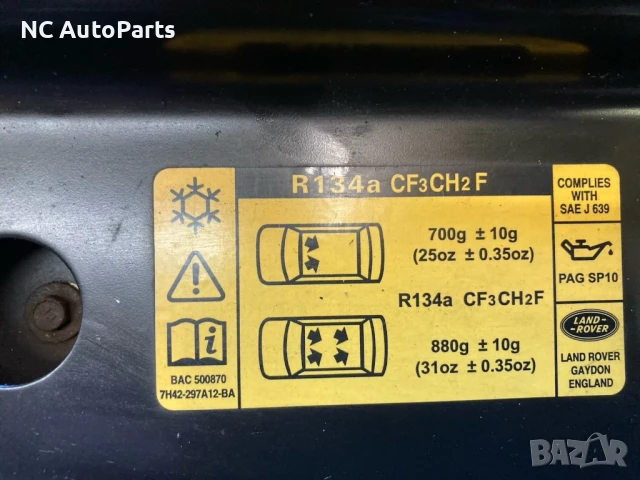 NC AutoParts
R134a CF3CH2F
700g ± 10g
(25oz ± 0.35oz)
R134a CF3CH2F
880g ± 10g
(31oz ± 0.35oz)
BAC 500870
7H42-297A12-BA
COMPLIES
WITH
SAE J 639
PAG SP10
LAND-
-ROVER
LAND ROVER
GAYDON
ENGLAND
BAZAR